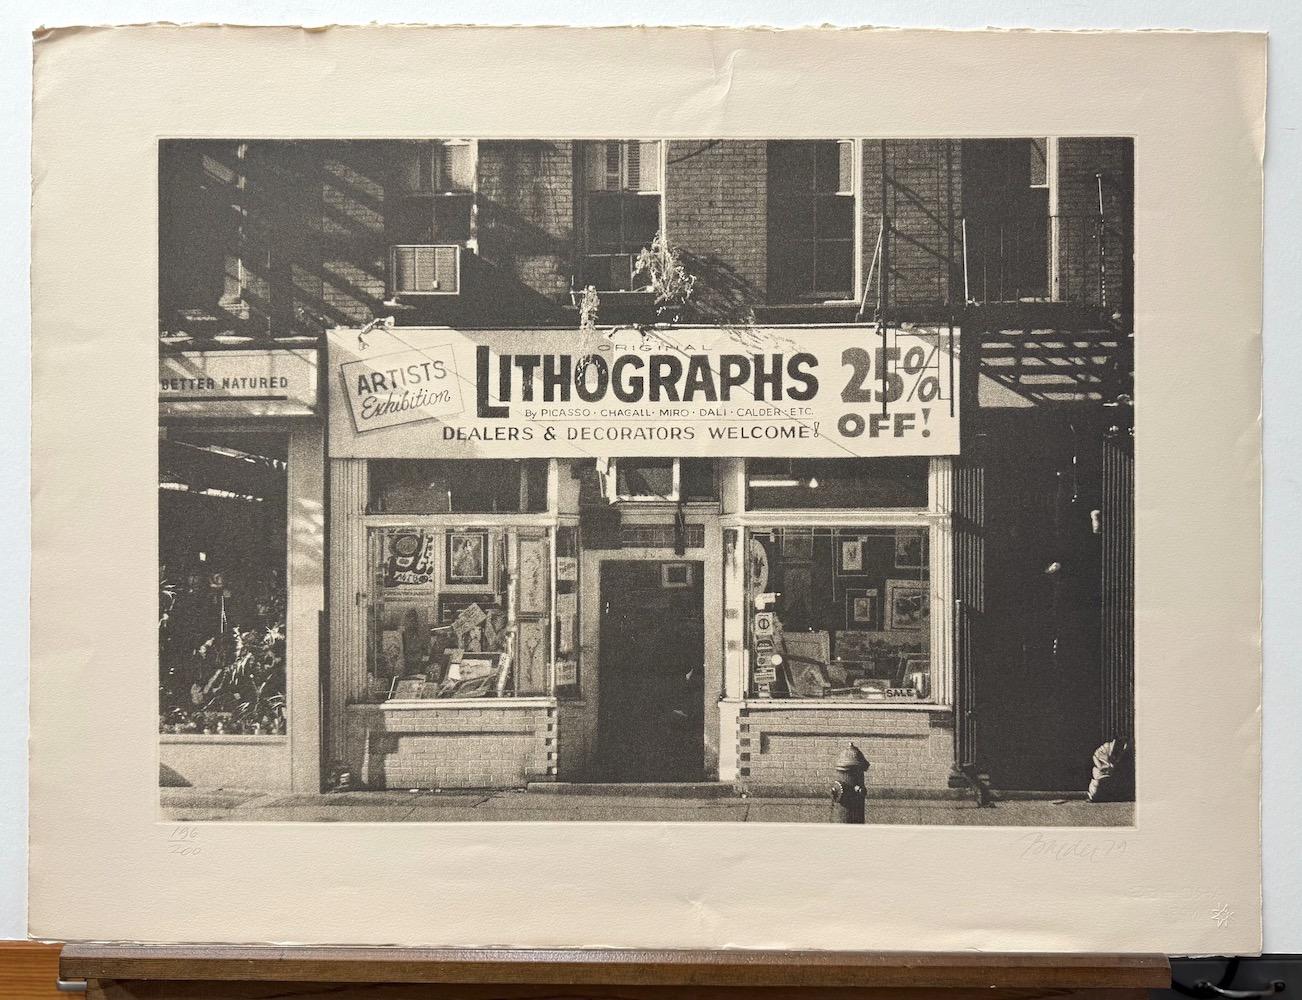 BETTER NATURED
ARTISTS
Exhibition
ORIGINAL
LITHOGRAPHS
By PICASSO · CHAGALL · MIRO · DALI · CALDER · ETC.
DEALERS & DECORATORS WELCOME!
25%
OFF!
MIRO
SALE
196
200